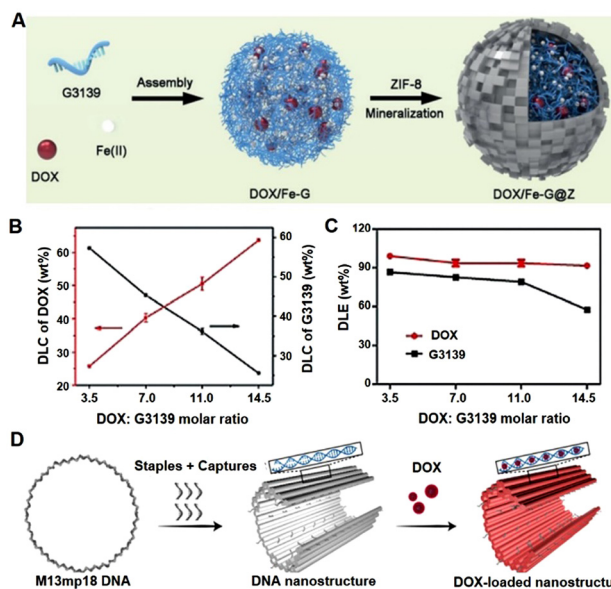 A
G3139
Fe(II)
DOX
Assembly
DOX/Fe-G
ZIF-8
Mineralization
DOX/Fe-G@Z
B
DLC of DOX (wt%)
60
50
40
30
20
60
50
40
30
DLC of G3139 (wt%)
3.5 7.0 11.0 14.5
DOX: G3139 molar ratio
C
DLE (wt%)
120
90
60
30
0
DOX
G3139
3.5 7.0 11.0 14.5
DOX: G3139 molar ratio
D
M13mp18 DNA
Staples + Captures
DNA nanostructure
DOX
DOX-loaded nanostructu